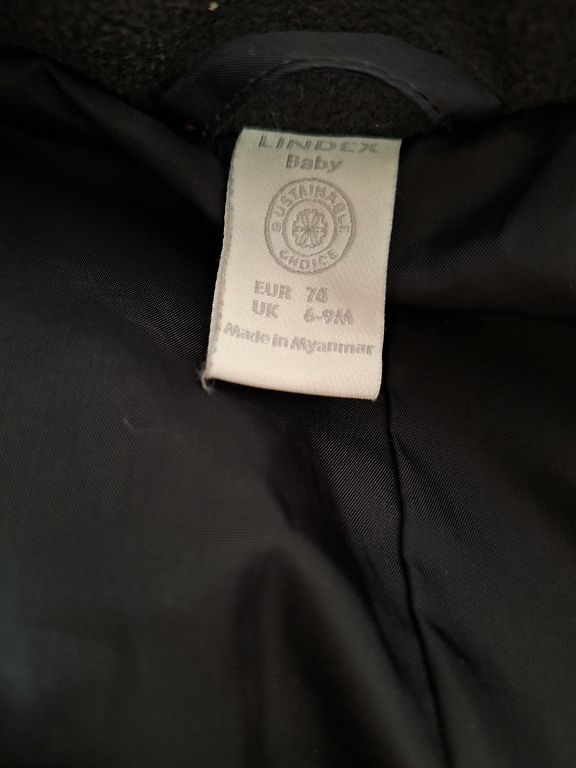 LINDEX
Baby
SUSTAINABLE
CHOICE
EUR 74
UK 6-9M
Made in Myanmar